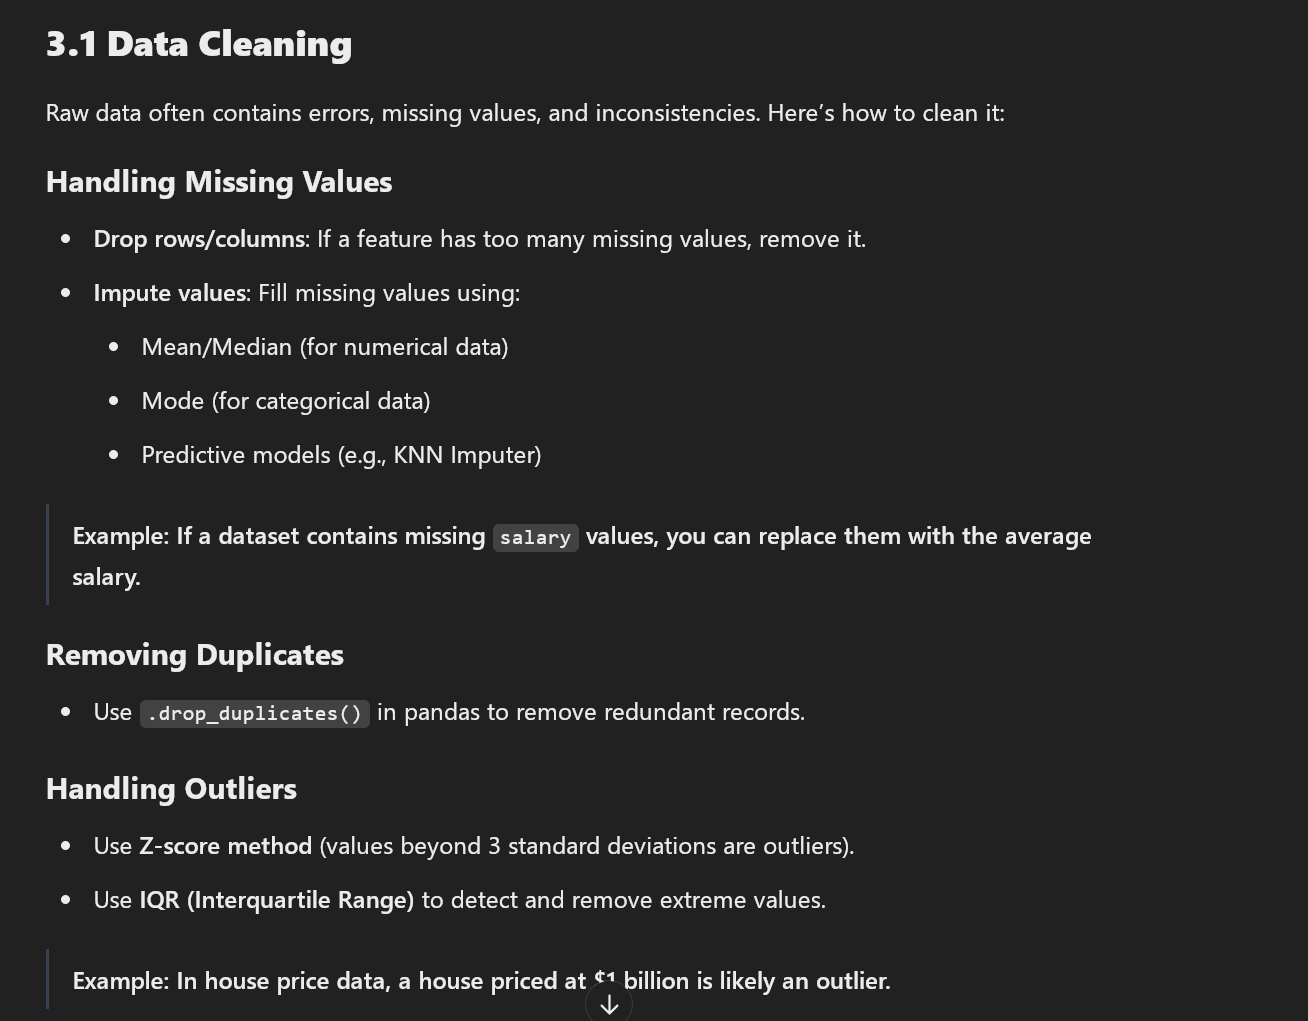 3.1 Data Cleaning
Raw data often contains errors, missing values, and inconsistencies. Here’s how to clean it:
Handling Missing Values
Drop rows/columns: If a feature has too many missing values, remove it.
Impute values: Fill missing values using:
Mean/Median (for numerical data)
Mode (for categorical data)
Predictive models (e.g., KNN Imputer)
Example: If a dataset contains missing salary values, you can replace them with the average
salary.
Removing Duplicates
Use .drop_duplicates() in pandas to remove redundant records.
Handling Outliers
Use Z-score method (values beyond 3 standard deviations are outliers).
Use IQR (Interquartile Range) to detect and remove extreme values.
Example: In house price data, a house priced at $1 billion is likely an outlier.